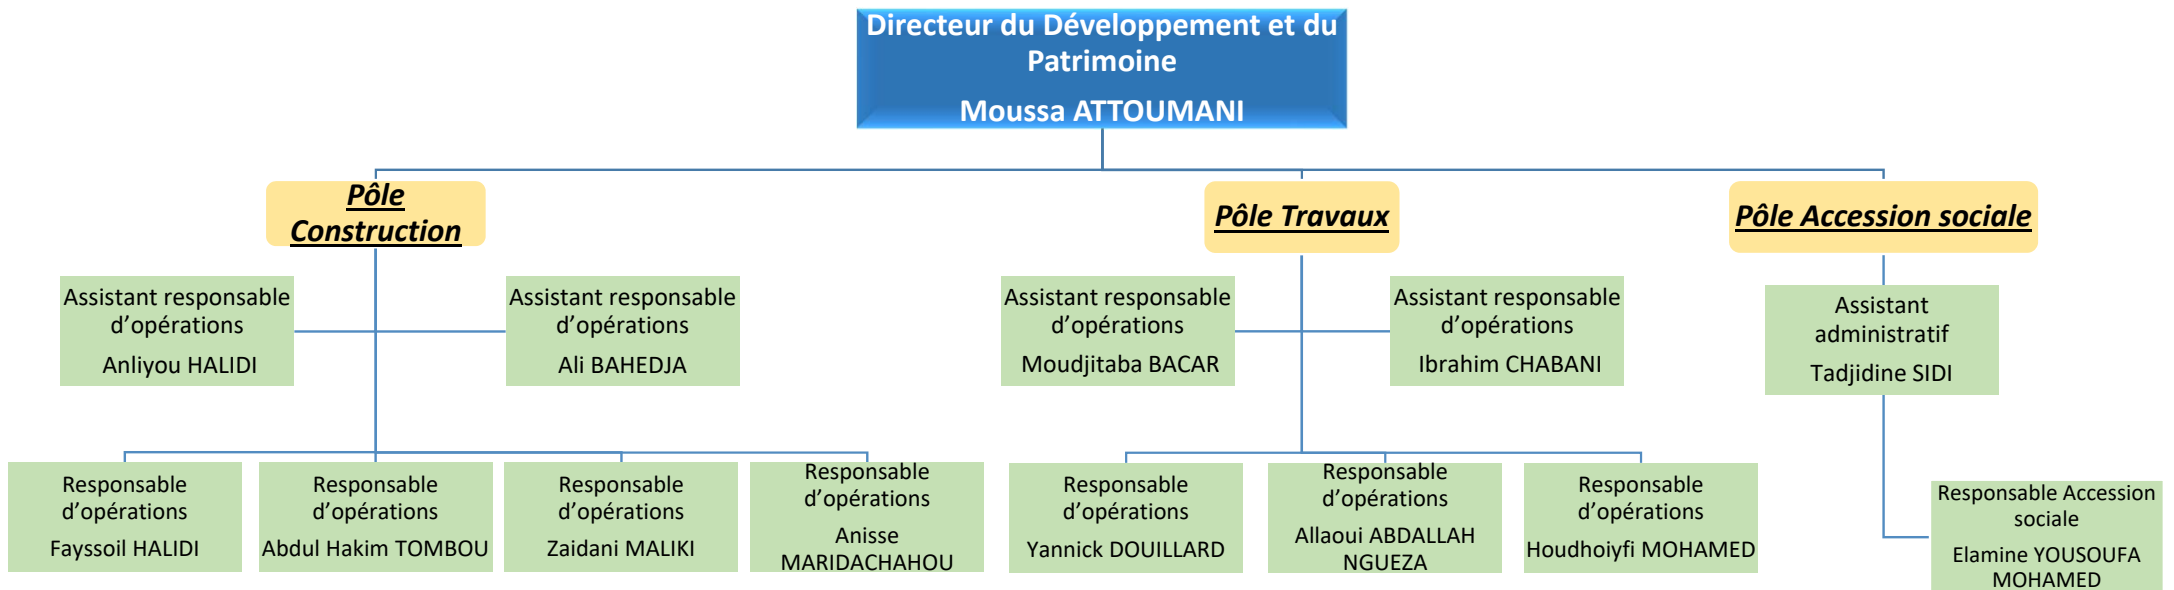 Directeur du Développement et du
Patrimoine
Moussa ATTOUMANI
Pôle
Construction
Pôle Travaux
Pôle Accession sociale
Assistant responsable
d’opérations
Anliyou HALIDI
Assistant responsable
d’opérations
Ali BAHEDJA
Assistant responsable
d’opérations
Moudjitaba BACAR
Assistant responsable
d’opérations
Ibrahim CHABANI
Assistant
administratif
Tadjidine SIDI
Responsable
d’opérations
Fayssoil HALIDI
Responsable
d’opérations
Abdul Hakim TOMBOU
Responsable
d’opérations
Zaidani MALIKI
Responsable
d’opérations
Anisse
MARIDACHAHOU
Responsable
d’opérations
Yannick DOUILLARD
Responsable
d’opérations
Allaoui ABDALLAH
NGUEZA
Responsable
d’opérations
Houdhoiyfi MOHAMED
Responsable Accession
sociale
Elamine YOUSOUFA
MOHAMED